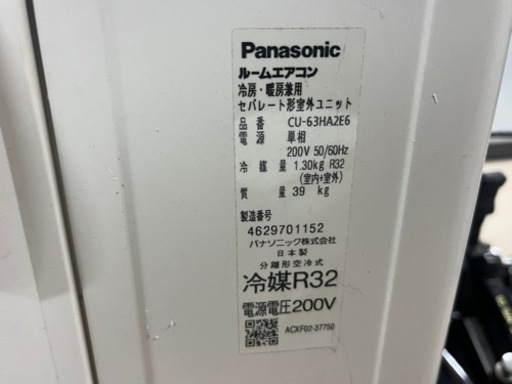 Panasonic
ルームエアコン
冷房・暖房兼用
セパレート形室外ユニット
品番 CU-63HA2E6
電源 単相
200V 50/60Hz
冷媒量 1.30kg R32
(室内+室外)
質量 39 kg
製造番号
4629701152
パナソニック株式会社
日本製
分離形空冷式
冷媒R32
電源電圧200V
ACXF02-37750